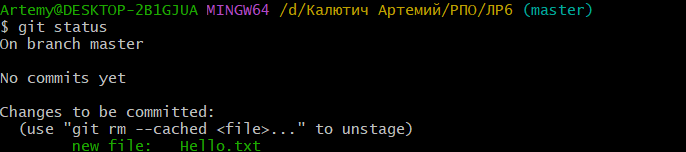 Artemy@DESKTOP-2B1GJUA MINGW64 /d/Калютич Артемий/РПО/ЛР6 (master)
$ git status
On branch master
No commits yet
Changes to be committed:
(use "git rm --cached <file>..." to unstage)
new file: Hello.txt